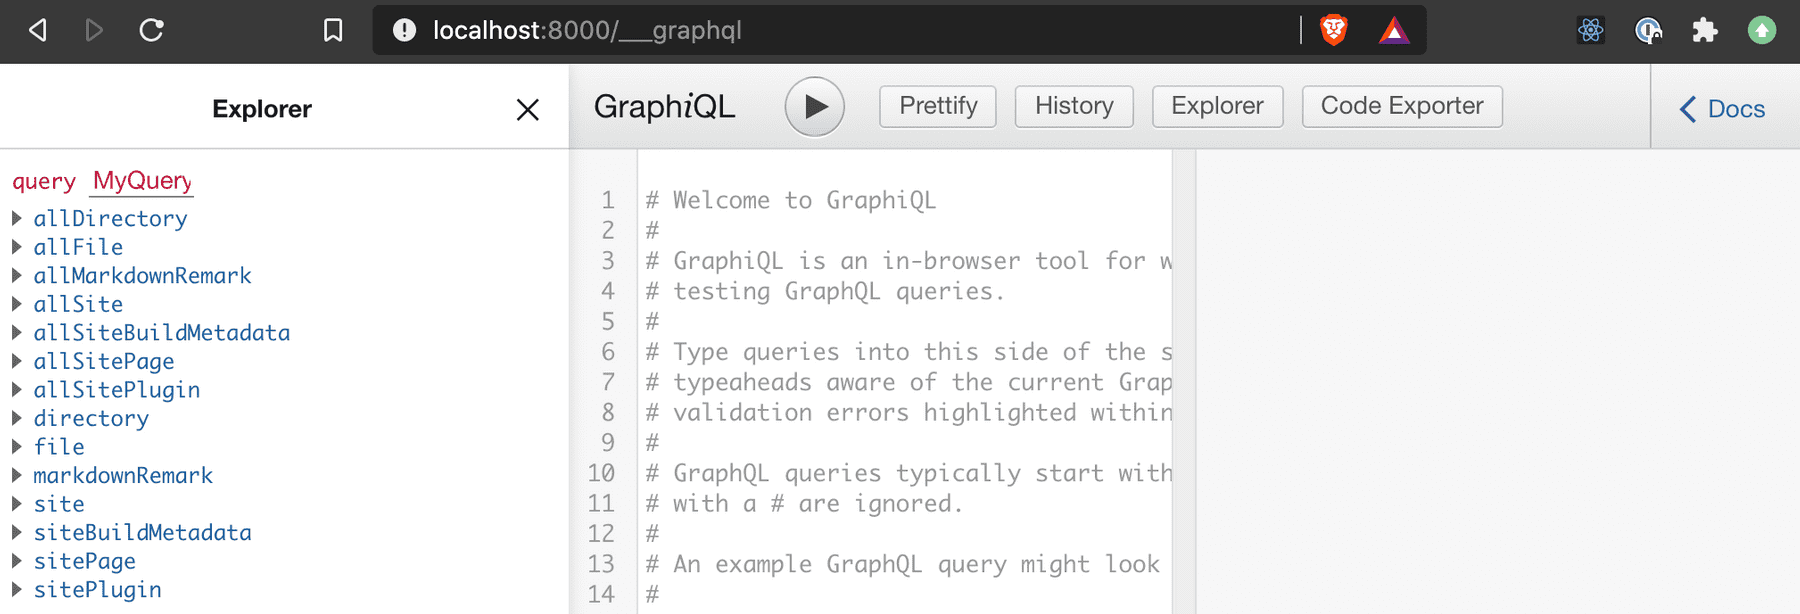 localhost:8000/___graphql
Explorer
GraphiQL
Prettify
History
Explorer
Code Exporter
Docs
query MyQuery
allDirectory
allFile
allMarkdownRemark
allSite
allSiteBuildMetadata
allSitePage
allSitePlugin
directory
file
markdownRemark
site
siteBuildMetadata
sitePage
sitePlugin
1 # Welcome to GraphiQL
2 #
3 # GraphiQL is an in-browser tool for w
4 # testing GraphQL queries.
5 #
6 # Type queries into this side of the s
7 # typeaheads aware of the current Grap
8 # validation errors highlighted within
9 #
10 # GraphQL queries typically start with
11 # with a # are ignored.
12 #
13 # An example GraphQL query might look
14 #